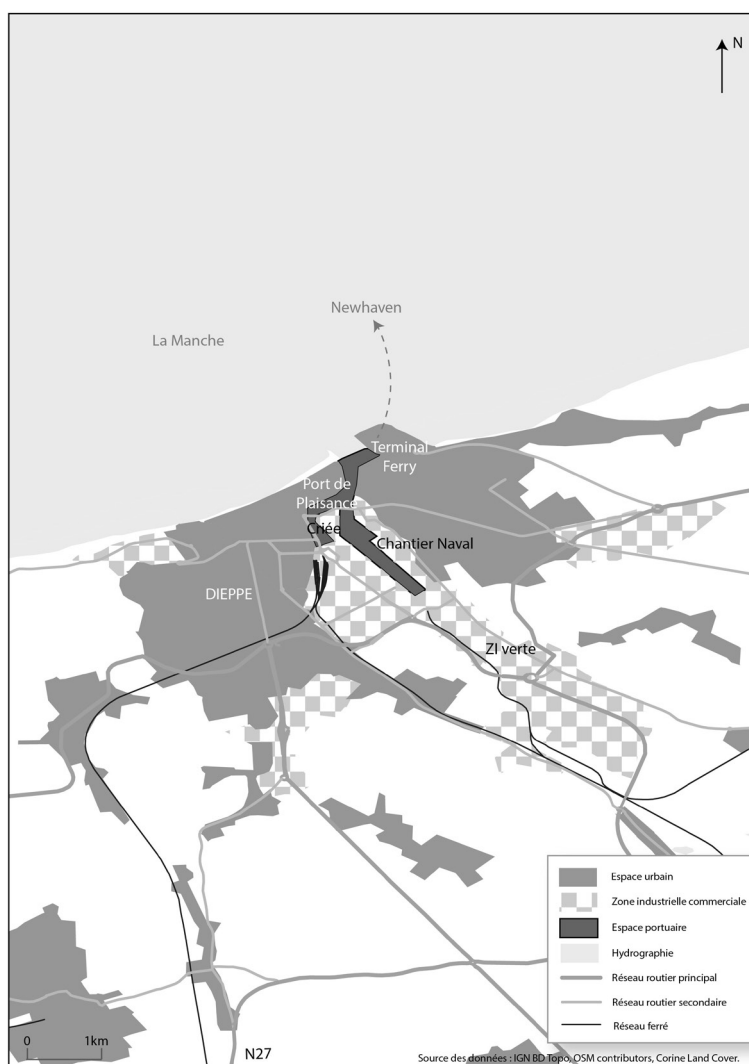 N
Newhaven
La Manche
Terminal
Ferry
Port de
Plaisance
Criée
Chantier Naval
DIEPPE
ZI verte
Espace urbain
Zone industrielle commerciale
Espace portuaire
Hydrographie
Réseau routier principal
Réseau routier secondaire
Réseau ferré
0 1km
N27
Source des données : IGN BD Topo, OSM contributors, Corine Land Cover.